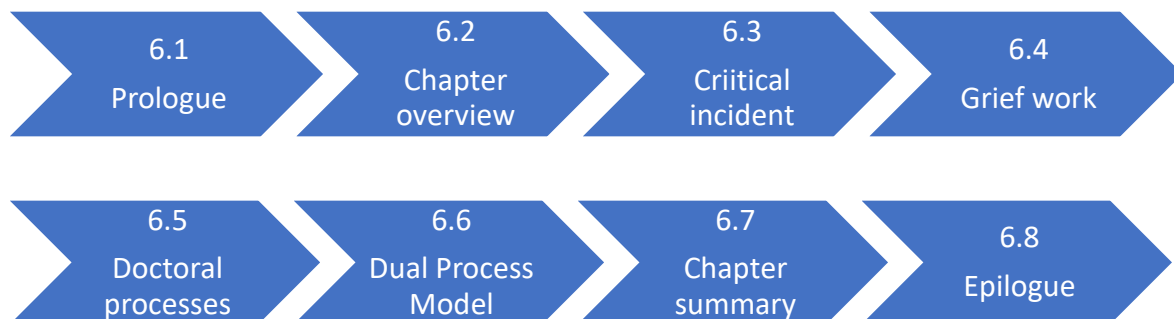 6.1
Prologue
6.2
Chapter
overview
6.3
Criitical
incident
6.4
Grief work
6.5
Doctoral
processes
6.6
Dual Process
Model
6.7
Chapter
summary
6.8
Epilogue